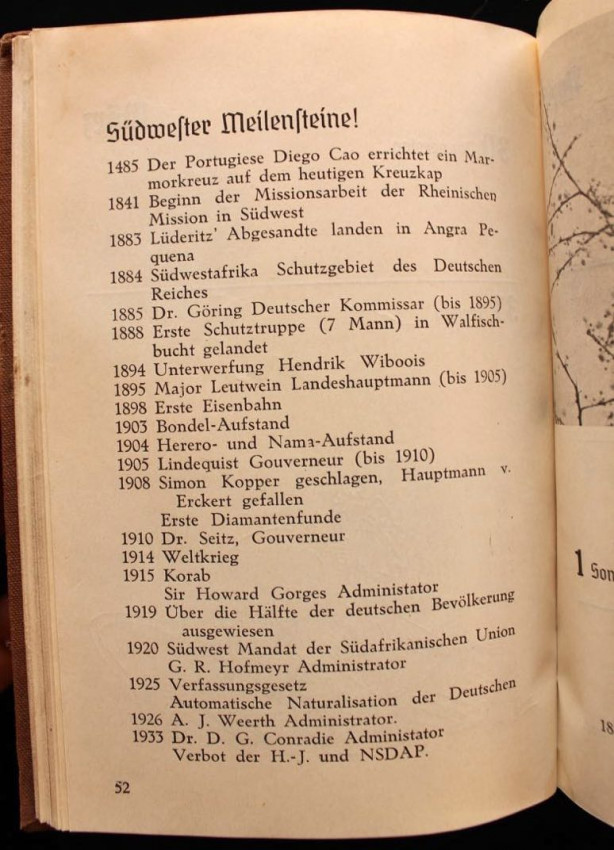 Südwester Meilensteine!
1485 Der Portugiese Diego Cao errichtet ein Mar-
morkreuz auf dem heutigen Kreuzkap
1841 Beginn der Missionsarbeit der Rheinischen
Mission in Südwest
1883 Lüderitz' Abgesandte landen in Angra Pe-
quena
1884 Südwestafrika Schutzgebiet des Deutschen
Reiches
1885 Dr. Göring Deutscher Kommissar (bis 1895)
1888 Erste Schutztruppe (7 Mann) in Walfisch-
bucht gelandet
1894 Unterwerfung Hendrik Wiboois
1895 Major Leutwein Landeshauptmann (bis 1905)
1898 Erste Eisenbahn
1903 Bondel-Aufstand
1904 Herero- und Nama-Aufstand
1905 Lindequist Gouverneur (bis 1910)
1908 Simon Kopper geschlagen, Hauptmann v.
Erckert gefallen
Erste Diamantenfunde
1910 Dr. Seitz, Gouverneur
1914 Weltkrieg
1915 Korab
Sir Howard Gorges Administator
1919 Über die Hälfte der deutschen Bevölkerung
ausgewiesen
1920 Südwest Mandat der Südafrikanischen Union
G. R. Hofmeyr Administrator
1925 Verfassungsgesetz
Automatische Naturalisation der Deutschen
1926 A. J. Weerth Administrator.
1933 Dr. D. G. Conradie Administator
Verbot der H.-J. und NSDAP.
52
1 Son
18